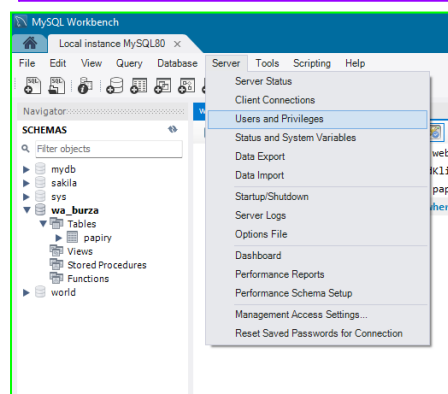 MySQL Workbench
Local instance MySQL80 ×
File Edit View Query Database Server Tools Scripting Help
Server Status
Client Connections
Users and Privileges
Status and System Variables
Data Export
Data Import
Startup/Shutdown
Server Logs
Options File
Dashboard
Performance Reports
Performance Schema Setup
Management Access Settings...
Reset Saved Passwords for Connection
Navigator
SCHEMAS
Filter objects
mydb
sakila
sys
wa_burza
Tables
papiry
Views
Stored Procedures
Functions
world